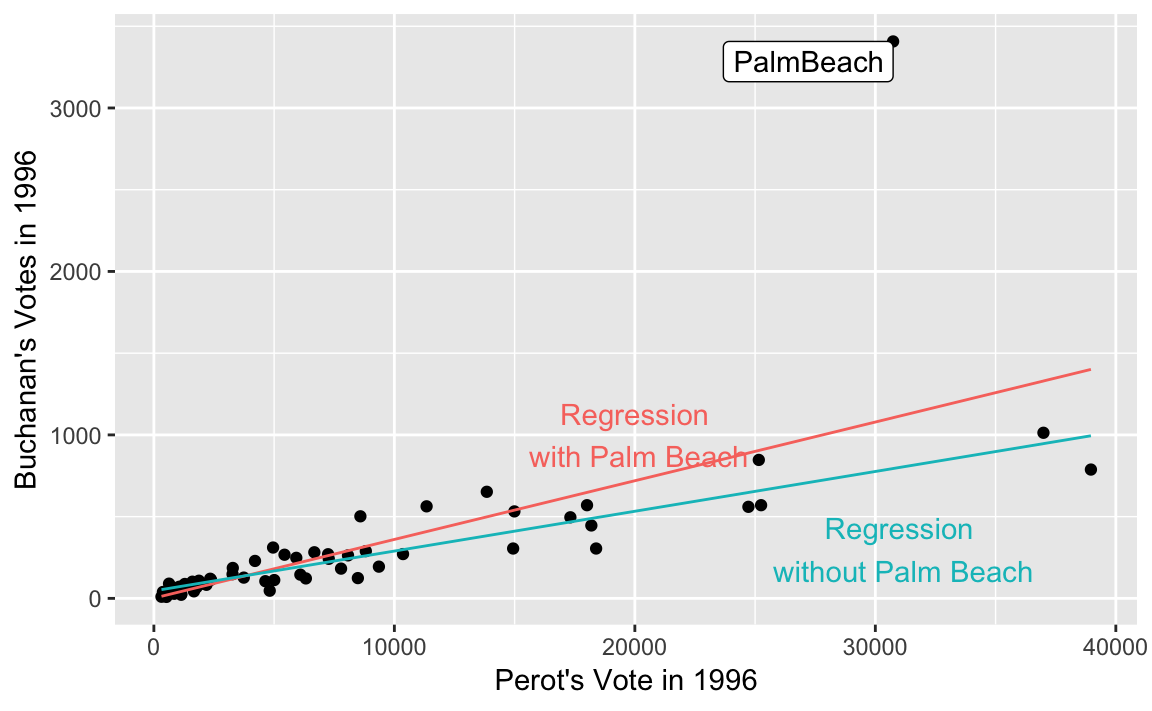 PalmBeach
3000
2000
1000
0
Buchanan's Votes in 1996
Regression
with Palm Beach
Regression
without Palm Beach
0
10000
20000
30000
40000
Perot's Vote in 1996